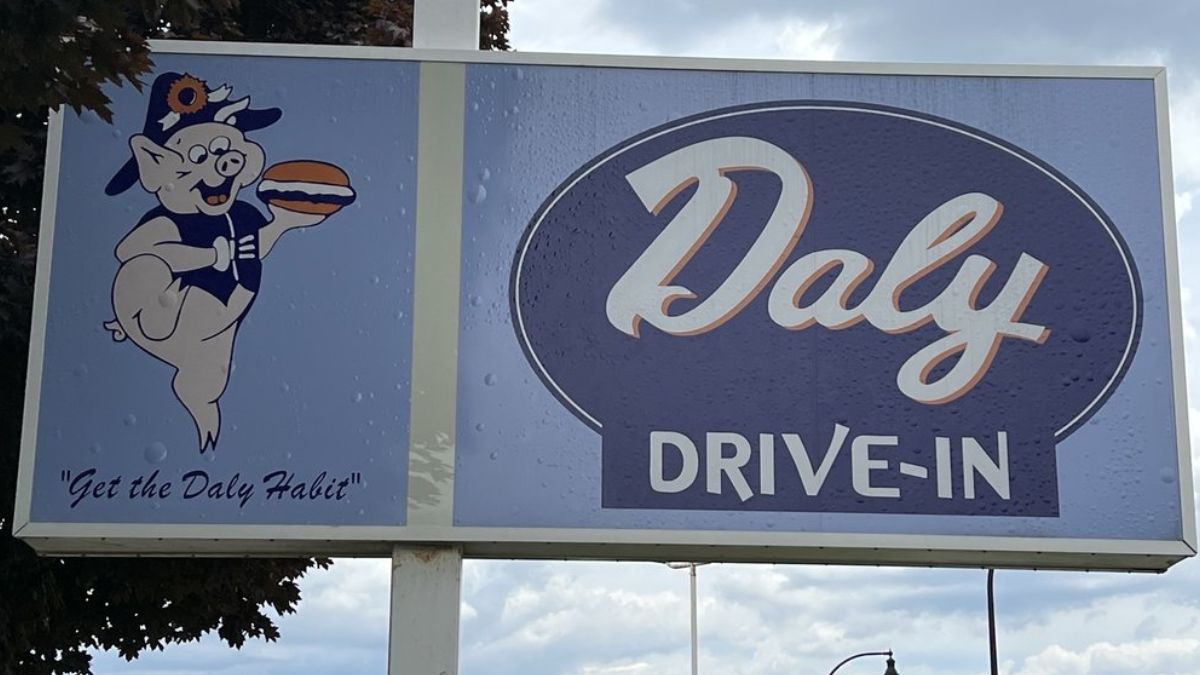 "Get the Daly Habit"
Daly
DRIVE-IN